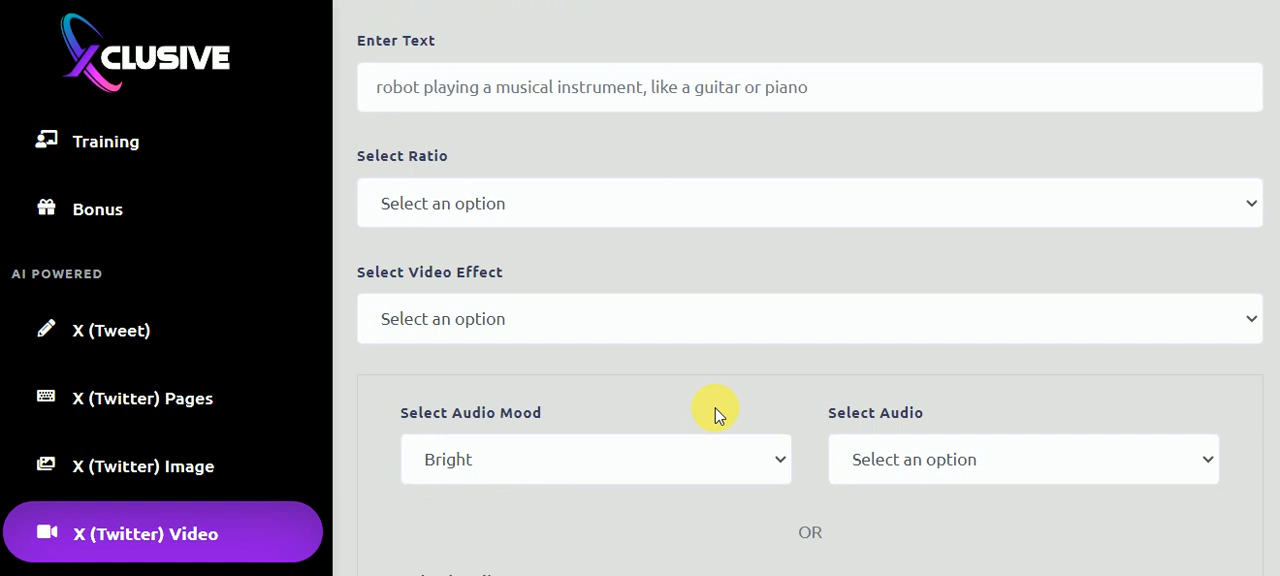 XCLUSIVE
Training
Bonus
AI POWERED
X (Tweet)
X (Twitter) Pages
X (Twitter) Image
X (Twitter) Video
Enter Text
robot playing a musical instrument, like a guitar or piano
Select Ratio
Select an option
Select Video Effect
Select an option
Select Audio Mood
Bright
Select Audio
Select an option
OR